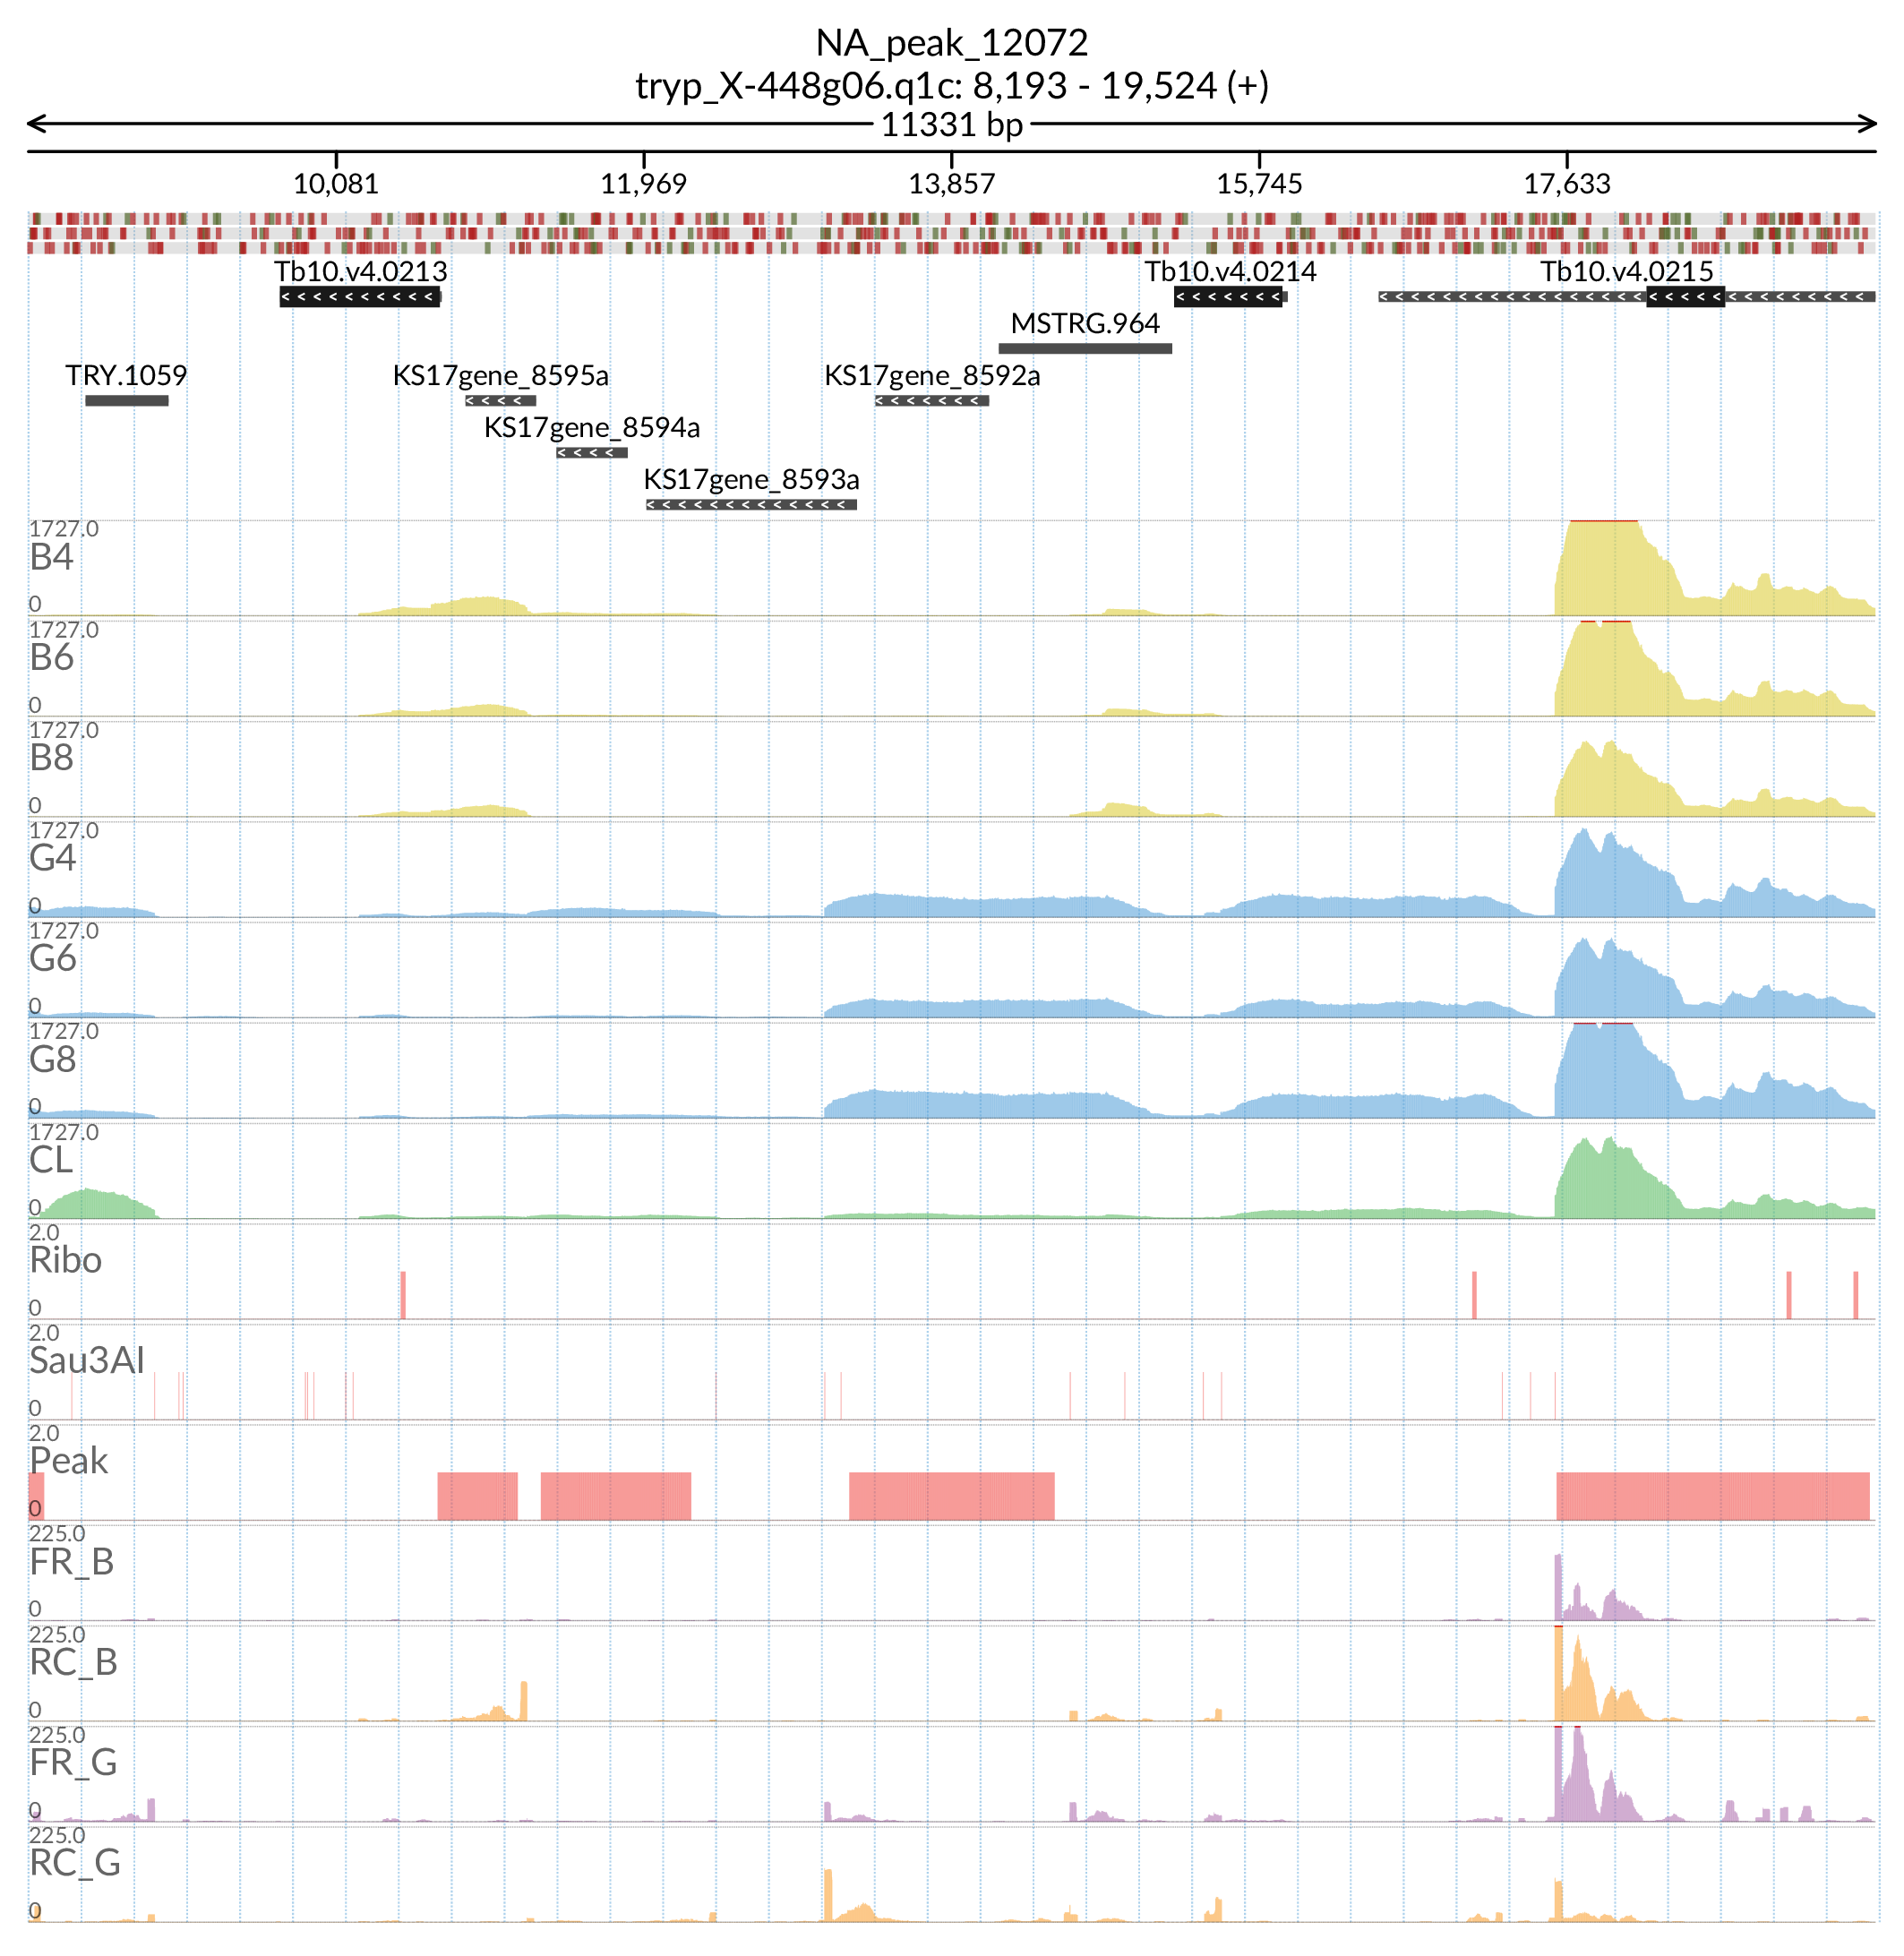 NA_peak_12072
tryp_X-448g06.q1c: 8,193 - 19,524 (+)
11331 bp
10,081 11,969 13,857 15,745 17,633
Tb10.v4.0213 Tb10.v4.0214 Tb10.v4.0215
MSTRG.964
TRY.1059 KS17gene_8595a KS17gene_8592a
KS17gene_8594a
KS17gene_8593a
1727.0
B4
0
1727.0
B6
0
1727.0
B8
0
1727.0
G4
0
1727.0
G6
0
1727.0
G8
0
1727.0
CL
0
2.0
Ribo
0
2.0
Sau3AI
0
2.0
Peak
0
225.0
FR_B
0
225.0
RC_B
0
225.0
FR_G
0
225.0
RC_G
0